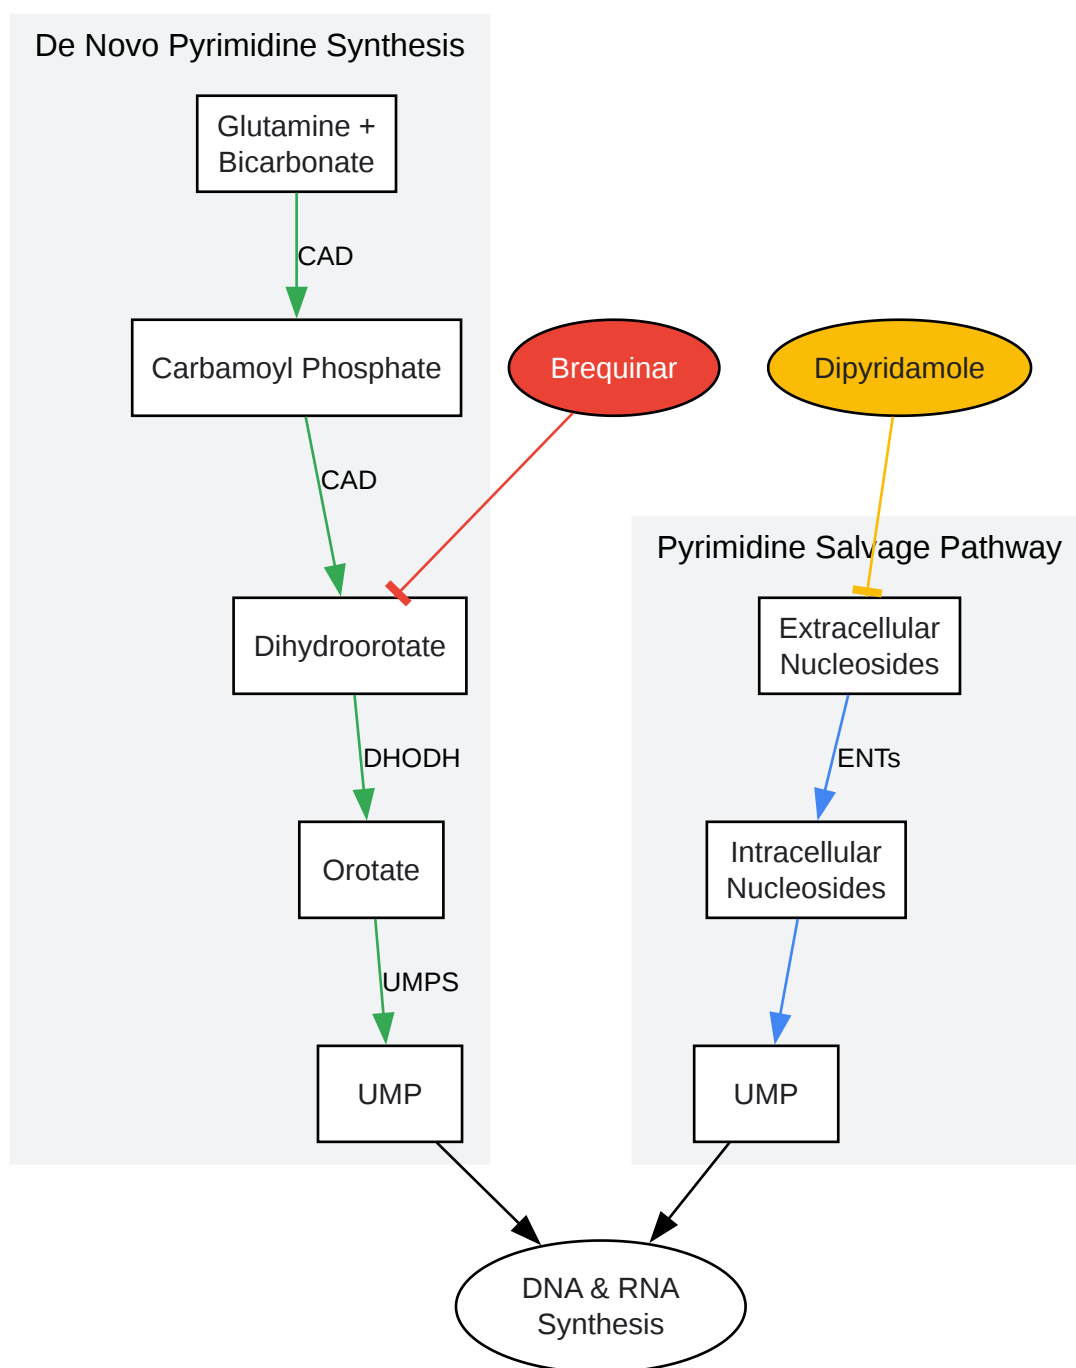 De Novo Pyrimidine Synthesis
Glutamine +
Bicarbonate
CAD
Carbamoyl Phosphate
Brequinar
Dipyridamole
CAD
Pyrimidine Salvage Pathway
Dihydroorotate
Extracellular
Nucleosides
DHODH
ENTs
Orotate
Intracellular
Nucleosides
UMPS
UMP
UMP
DNA & RNA
Synthesis